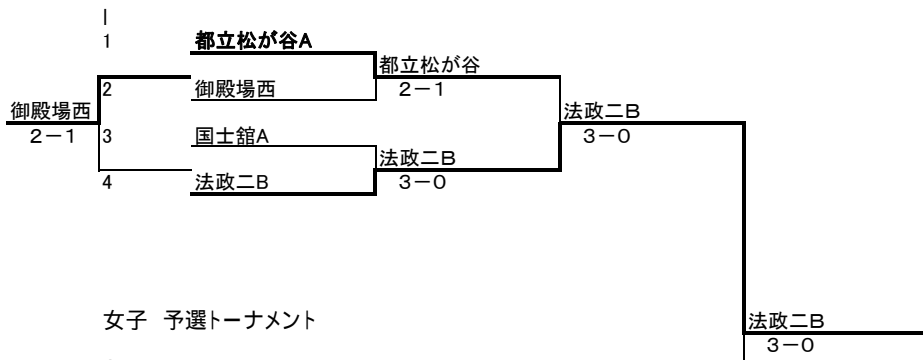 I
1 都立松が谷A
都立松が谷
2 御殿場西 2-1
御殿場西 法政二B
2-1 3 国士舘A 3-0
法政二B
4 法政二B 3-0
女子 予選トーナメント
法政二B
3-0